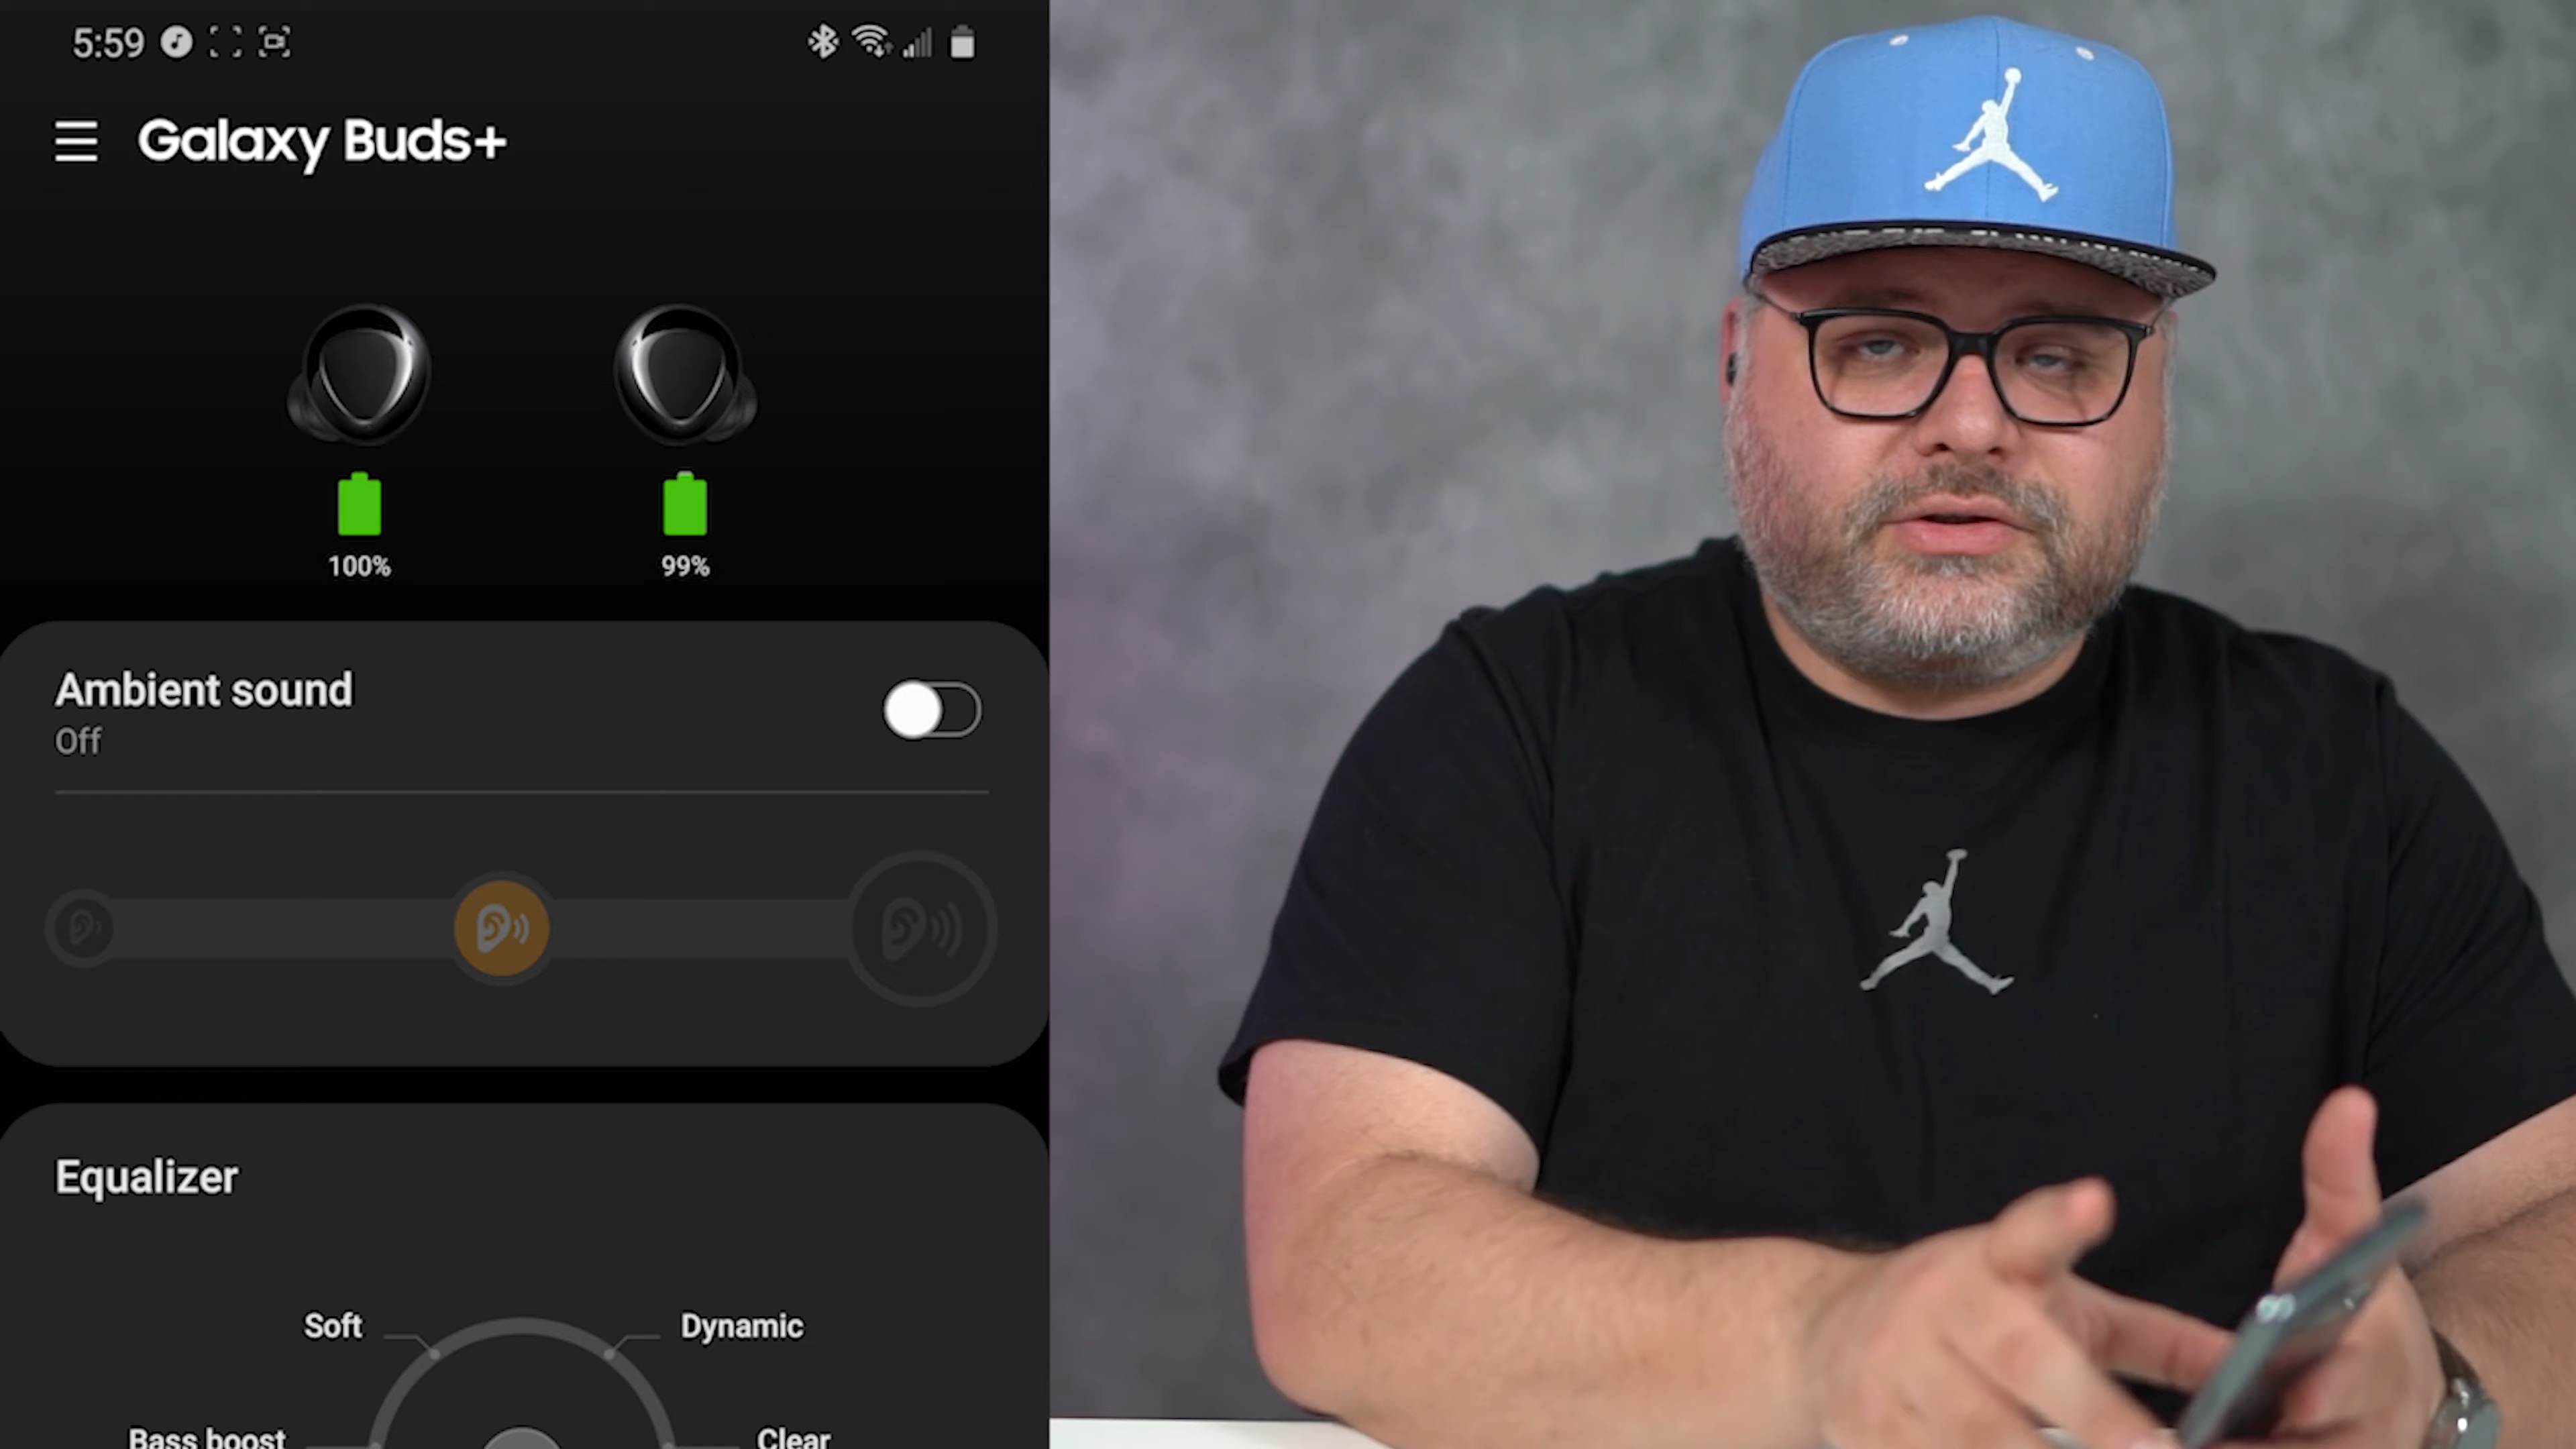 5:59
Galaxy Buds+
100%
99%
Ambient sound
Off
Equalizer
Soft
Dynamic
Bass boost
Clear